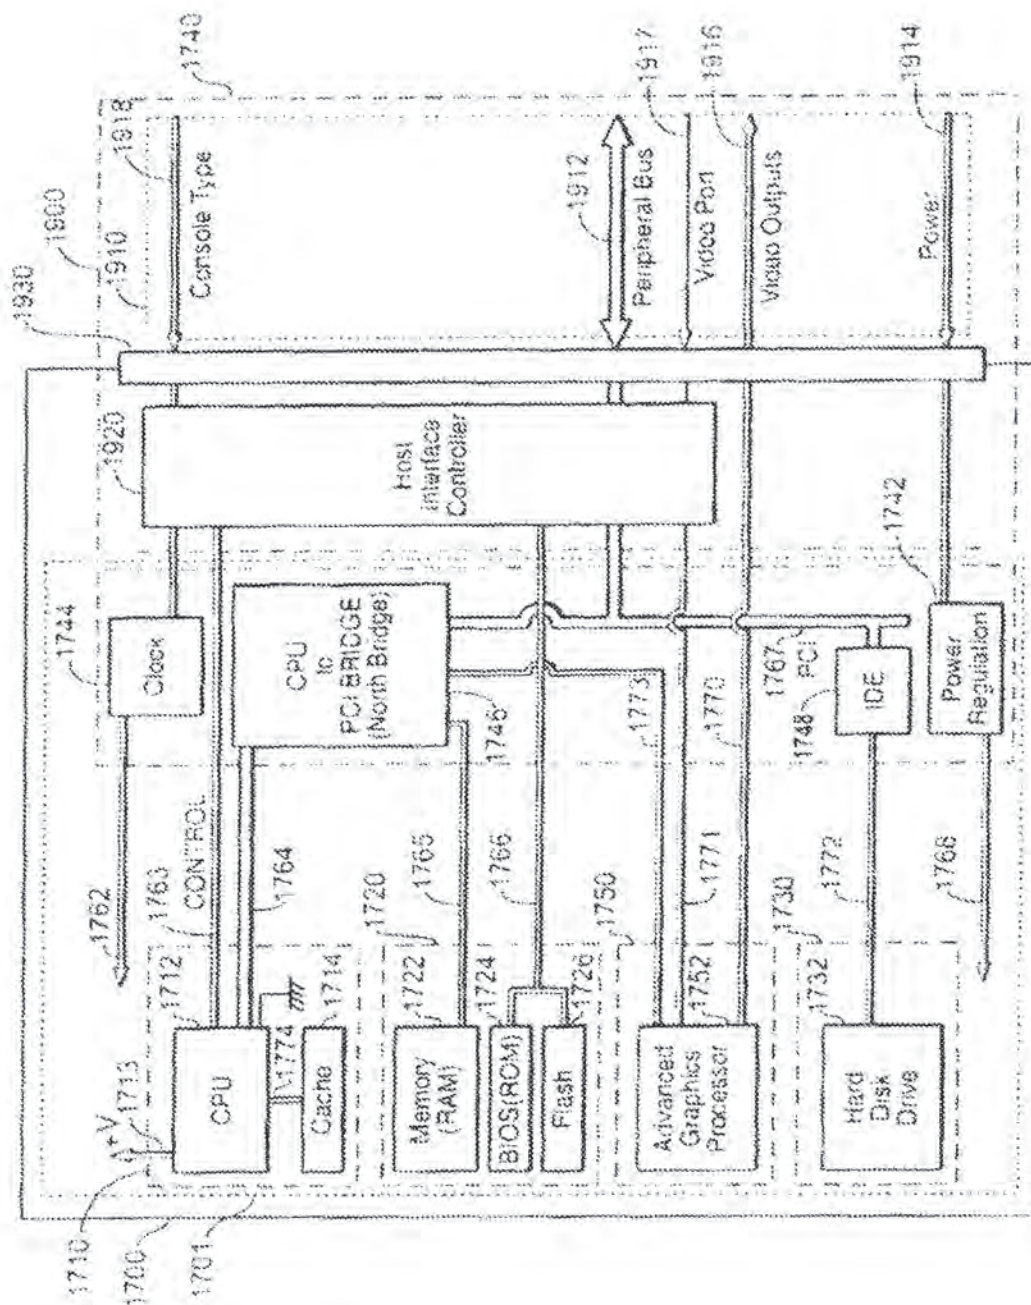 1710
1700
1701
+V
1713
1712
1763
1762
CONTROL
1764
CPU
1774
Cache
1714
1720
1765
Memory
(RAM)
1722
1724
1766
BIOS(ROM)
Flash
1726
1750
1773
1771
1770
Advanced
Graphics
Processor
1752
1730
1772
Hard
Disk
Drive
1732
1768
1744
Clock
CPU
to
PCI BRIDGE
(North Bridge)
1746
1767
PCI
1748
IDE
1742
Power
Regulation
1920
Host
Interface
Controller
1930
1910
1900
1918
1740
Console Type
1912
Peripheral Bus
Video Port
1917
Video Outputs
1916
Power
1914